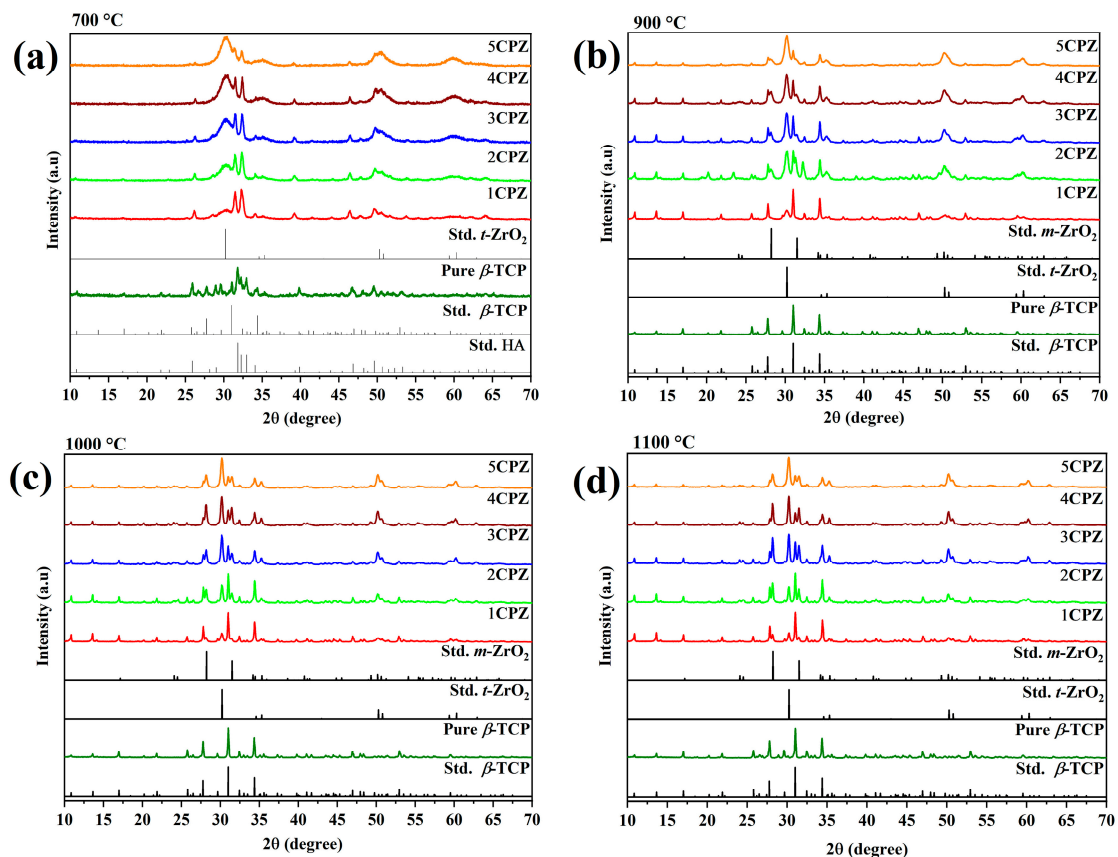 (a)
700 °C
5CPZ
4CPZ
3CPZ
2CPZ
1CPZ
Std. t-ZrO2
Pure β-TCP
Std. β-TCP
Std. HA
Intensity (a.u)
10 15 20 25 30 35 40 45 50 55 60 65 70
2θ (degree)
(b)
900 °C
5CPZ
4CPZ
3CPZ
2CPZ
1CPZ
Std. m-ZrO2
Std. t-ZrO2
Pure β-TCP
Std. β-TCP
Intensity (a.u)
10 15 20 25 30 35 40 45 50 55 60 65 70
2θ (degree)
(c)
1000 °C
5CPZ
4CPZ
3CPZ
2CPZ
1CPZ
Std. m-ZrO2
Std. t-ZrO2
Pure β-TCP
Std. β-TCP
Intensity (a.u)
10 15 20 25 30 35 40 45 50 55 60 65 70
2θ (degree)
(d)
1100 °C
5CPZ
4CPZ
3CPZ
2CPZ
1CPZ
Std. m-ZrO2
Std. t-ZrO2
Pure β-TCP
Std. β-TCP
Intensity (a.u)
10 15 20 25 30 35 40 45 50 55 60 65 70
2θ (degree)